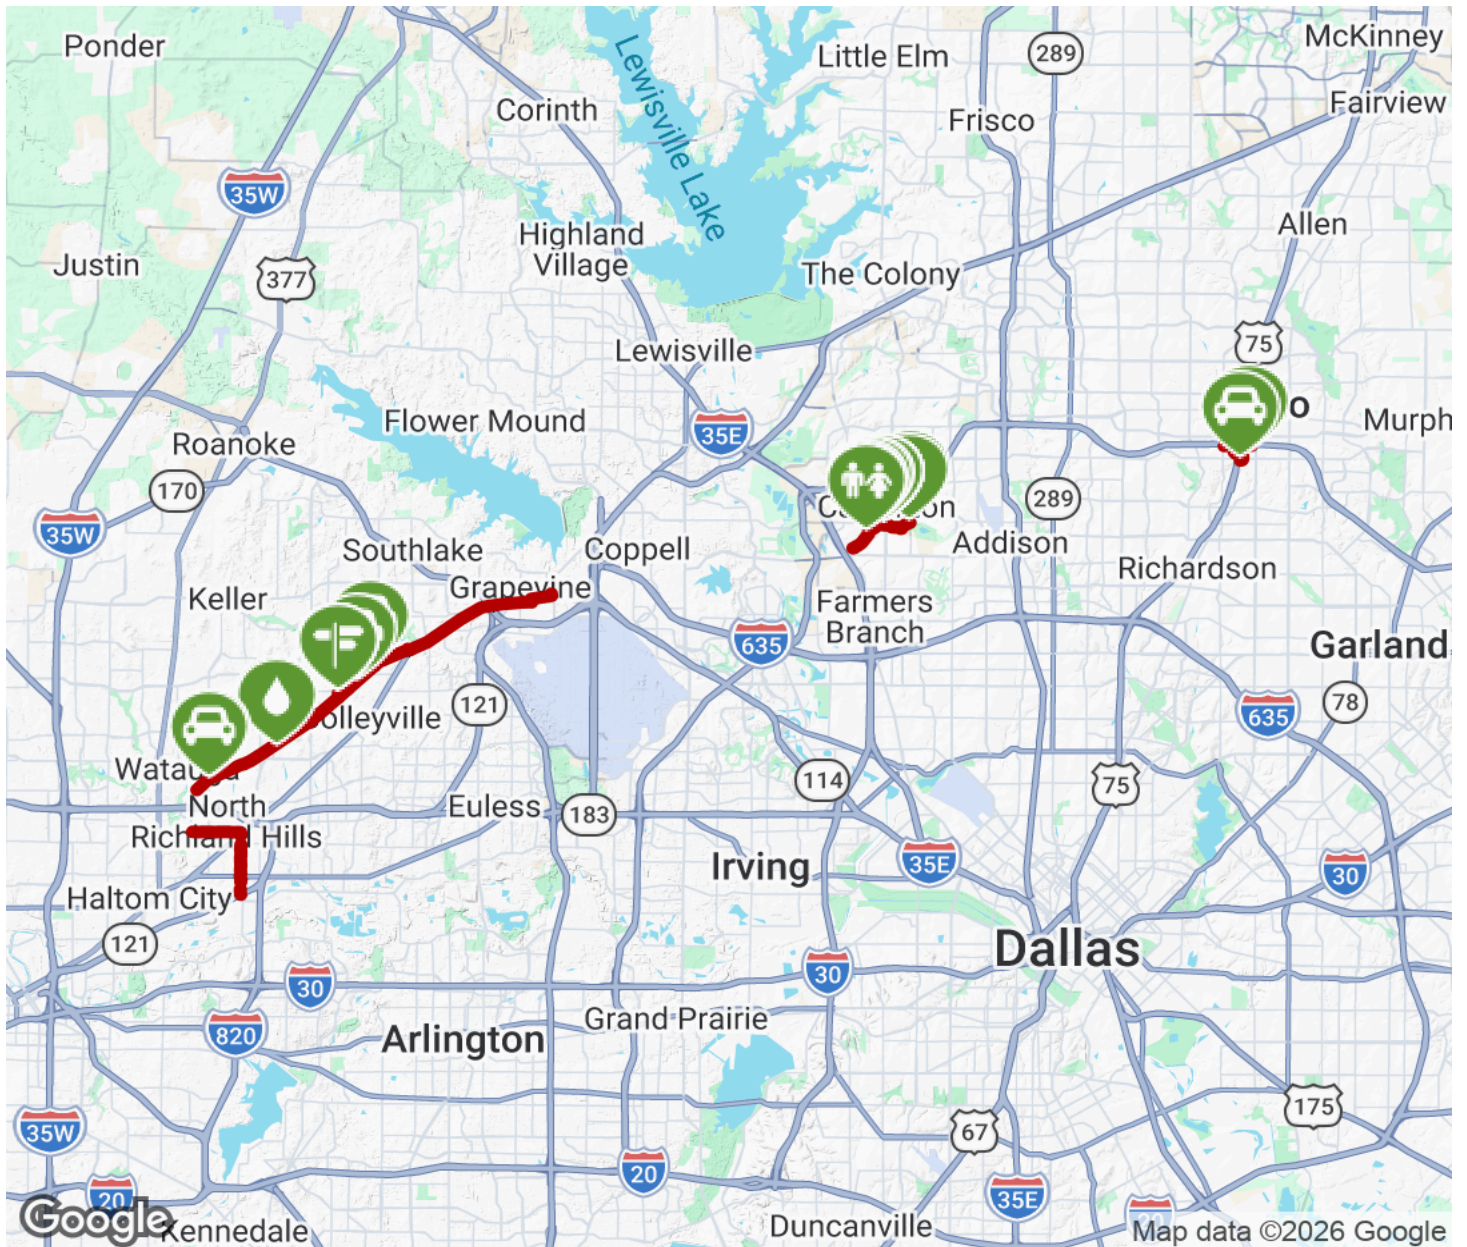 Ponder
McKinney
Little Elm
289
Corinth
Fairview
Frisco
Lewisville Lake
35W
Highland
Village
Allen
Justin
377
The Colony
Lewisville
75
Flower Mound
35E
o
Murph
Roanoke
170
289
35W
Southlake
Coppell
Addison
Richardson
Keller
Grapevine
Farmers
Branch
635
Garland
121
78
635
olleyville
114
75
North
Richland Hills
Euless
183
Irving
35E
30
Haltom City
121
Dallas
30
30
820
Arlington
Grand Prairie
35W
67
175
20
20
35E
Google
Kennedale
Duncanville
Map data ©2026 Google